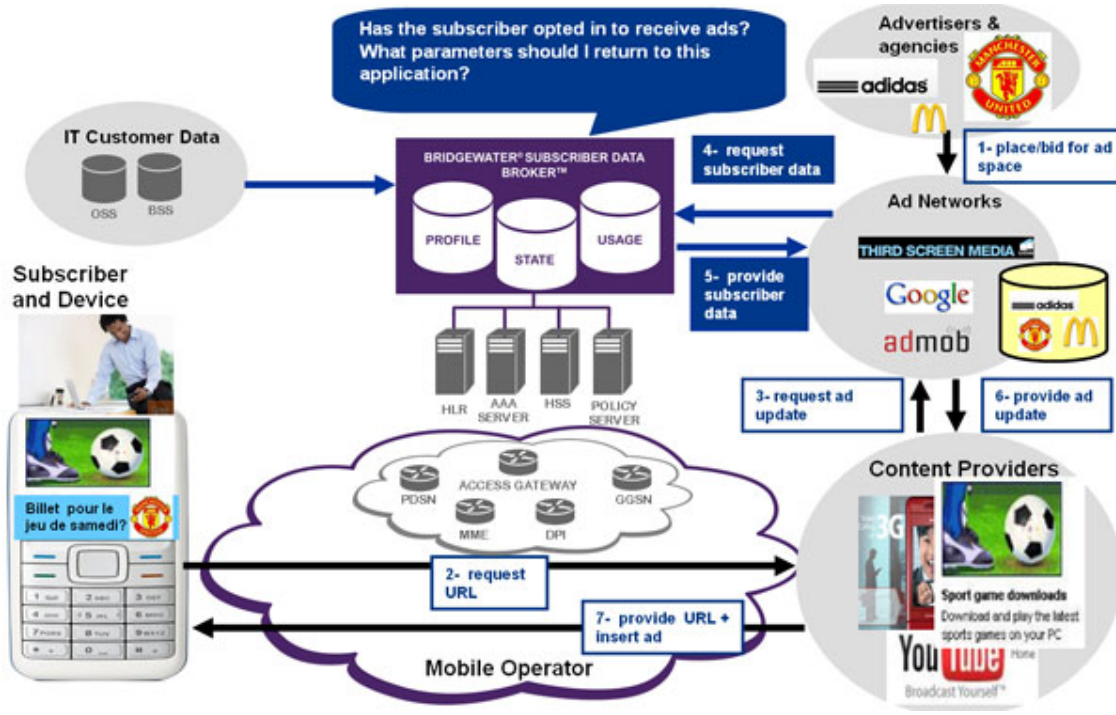 Has the subscriber opted in to receive ads?
What parameters should I return to this
application?
Advertisers &
agencies
adidas
MANCHESTER
UNITED
1- place/bid for ad
space
IT Customer Data
OSS
BSS
BRIDGEWATER® SUBSCRIBER DATA
BROKER™
PROFILE
STATE
USAGE
4- request
subscriber data
5- provide
subscriber
data
Ad Networks
THIRD SCREEN MEDIA
Google
admob
adidas
Subscriber
and Device
HLR
AAA
SERVER
HSS
POLICY
SERVER
3- request ad
update
6- provide ad
update
Billet pour le
jeu de samedi?
ACCESS GATEWAY
PDSN
GGSN
MME
DPI
2- request
URL
7- provide URL +
insert ad
Mobile Operator
Content Providers
3G
Sport game downloads
Download and play the latest
sports games on your PC
Home
YouTube
Broadcast Yourself™